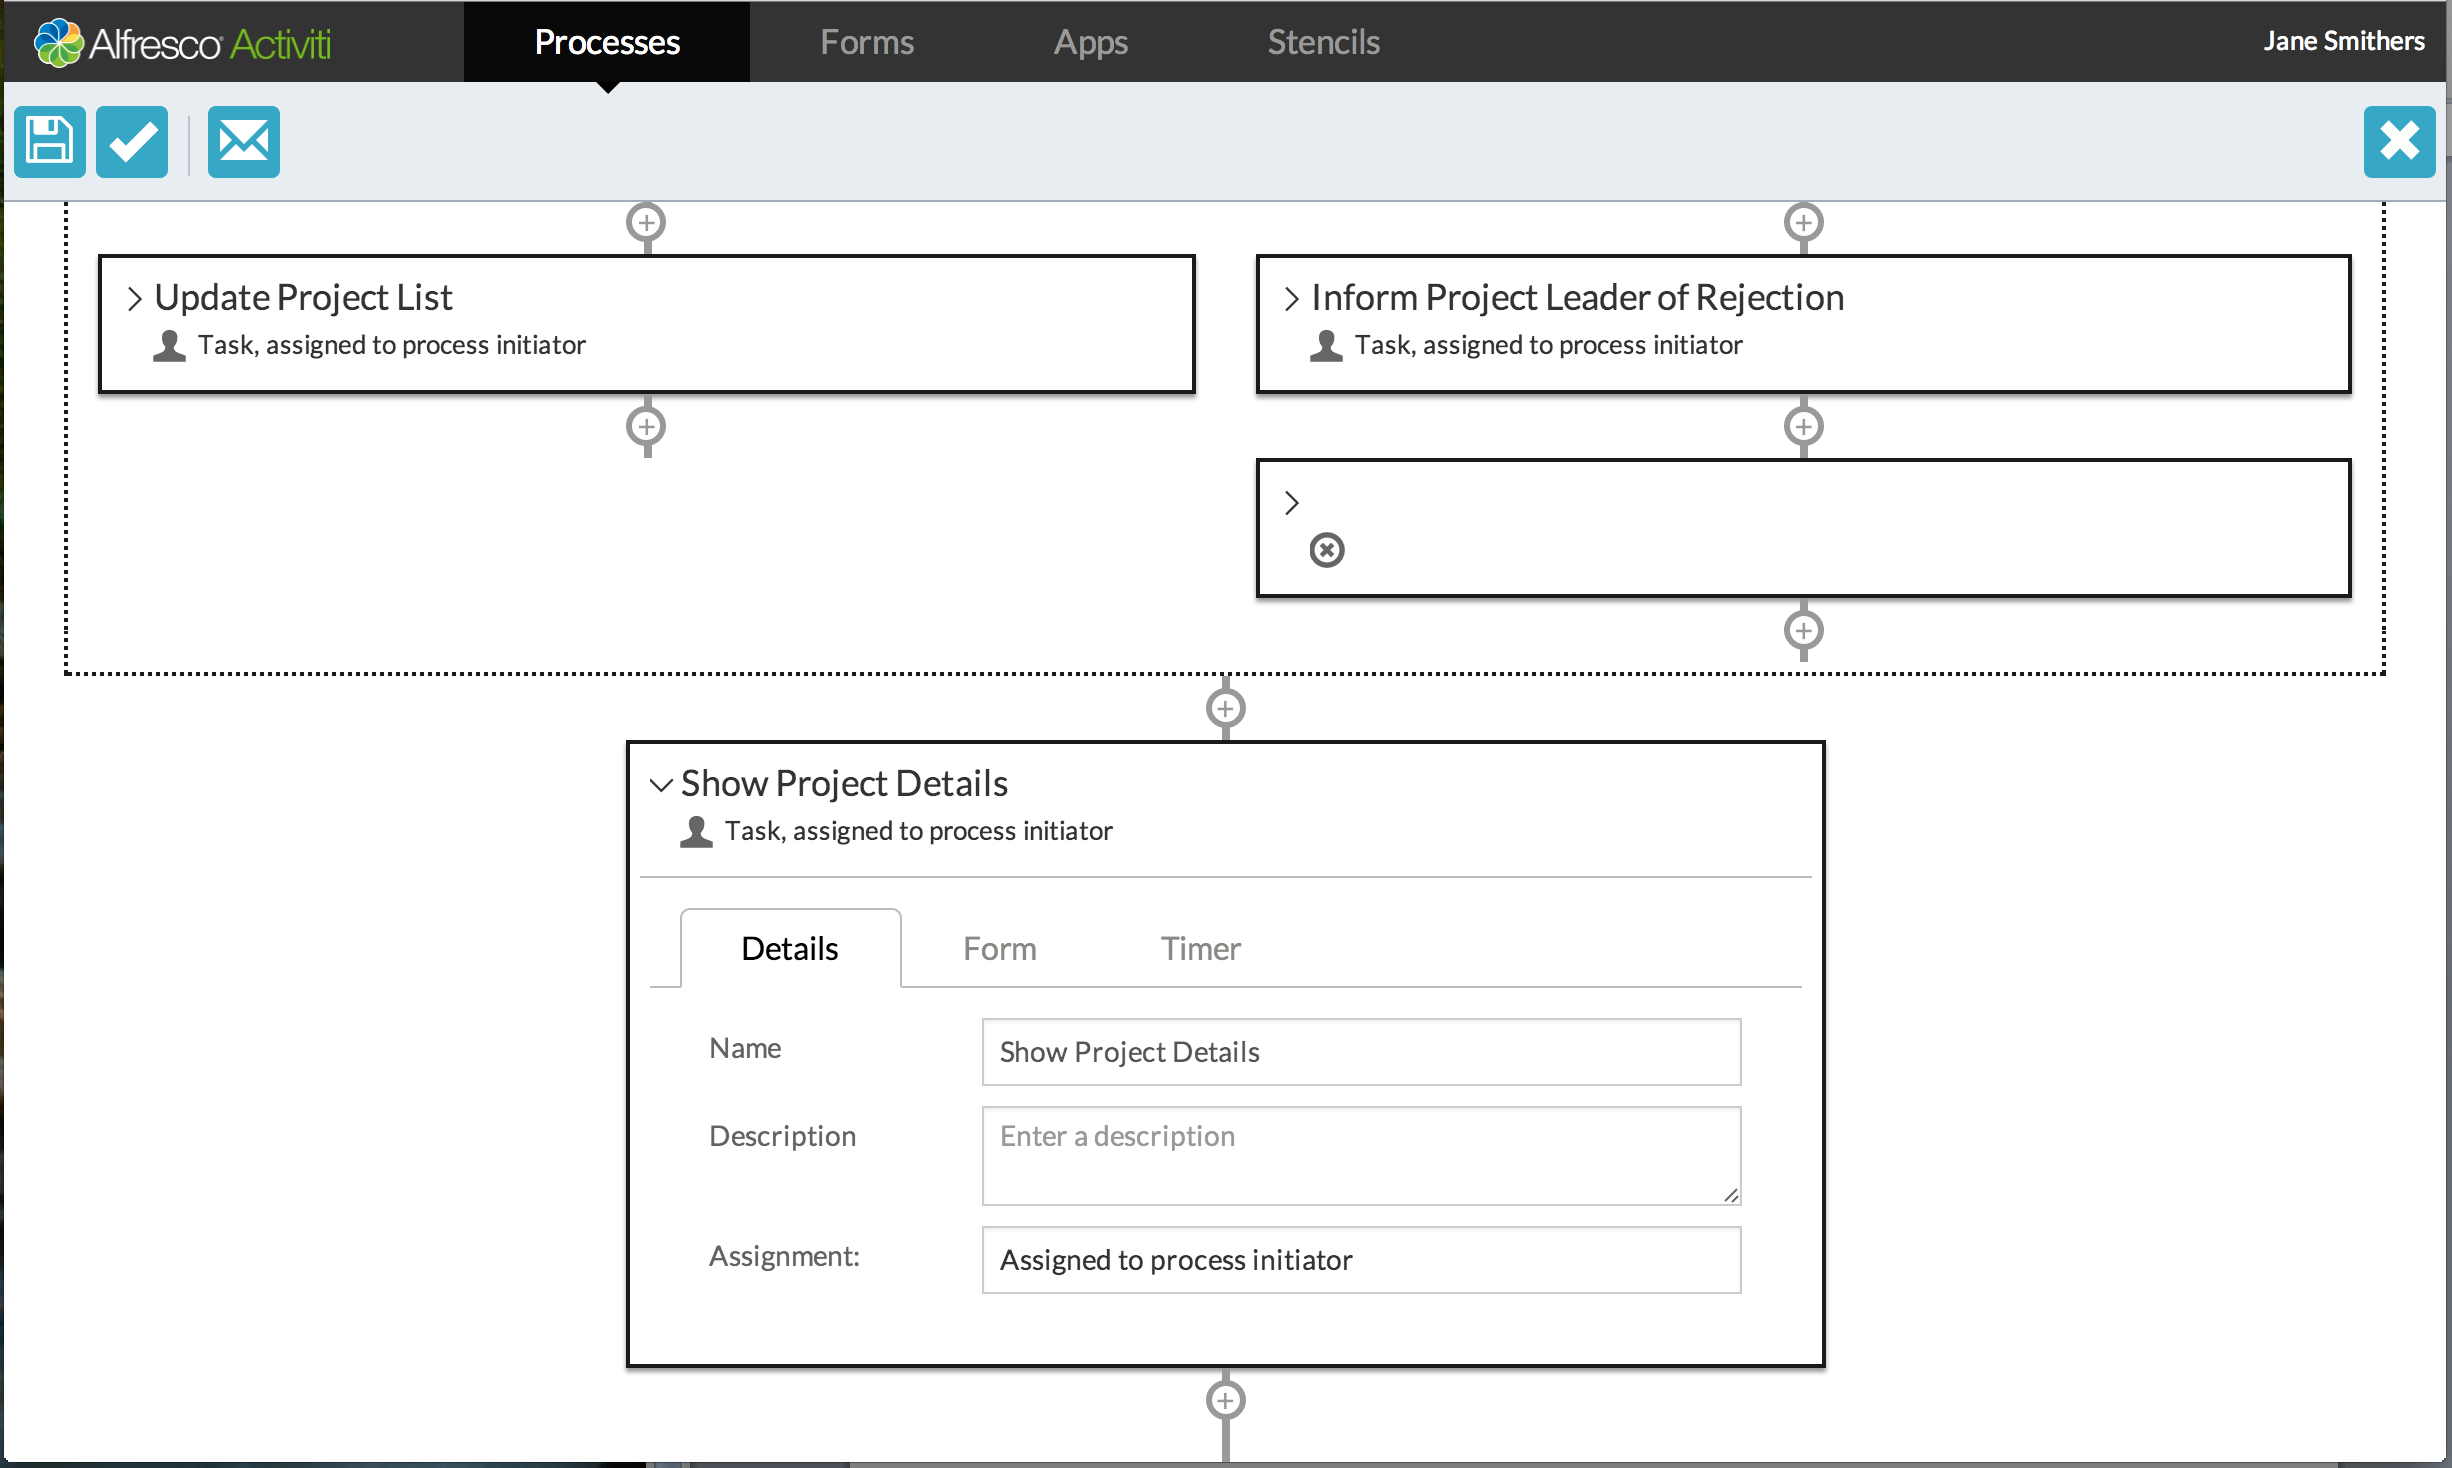 Alfresco Activiti
Processes
Forms
Apps
Stencils
Jane Smithers
Update Project List
Task, assigned to process initiator
Inform Project Leader of Rejection
Task, assigned to process initiator
Show Project Details
Task, assigned to process initiator
Details
Form
Timer
Name
Show Project Details
Description
Enter a description
Assignment:
Assigned to process initiator